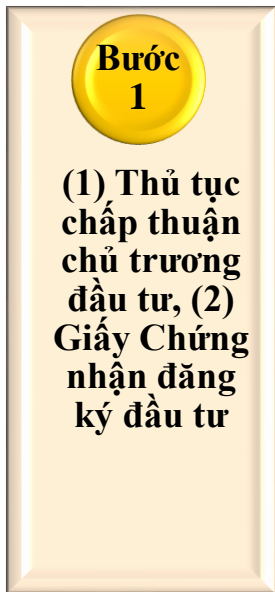 Bước
1
(1) Thủ tục
chấp thuận
chủ trương
đầu tư, (2)
Giấy Chứng
nhận đăng
ký đầu tư